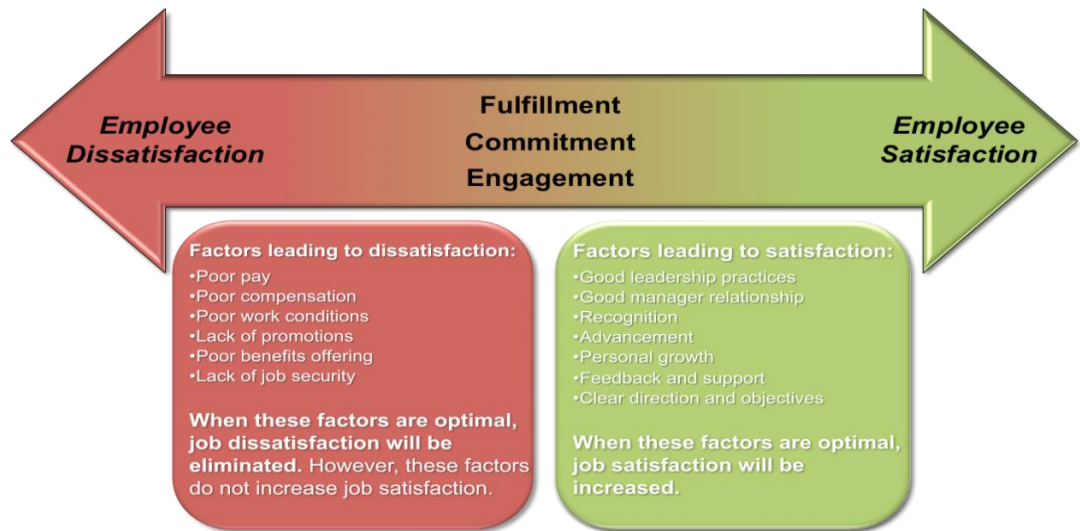 Employee
Dissatisfaction
Fulfillment
Commitment
Engagement
Employee
Satisfaction
Factors leading to dissatisfaction:
•Poor pay
•Poor compensation
•Poor work conditions
•Lack of promotions
•Poor benefits offering
•Lack of job security
When these factors are optimal,
job dissatisfaction will be
eliminated. However, these factors
do not increase job satisfaction.
Factors leading to satisfaction:
•Good leadership practices
•Good manager relationship
•Recognition
•Advancement
•Personal growth
•Feedback and support
•Clear direction and objectives
When these factors are optimal,
job satisfaction will be
increased.